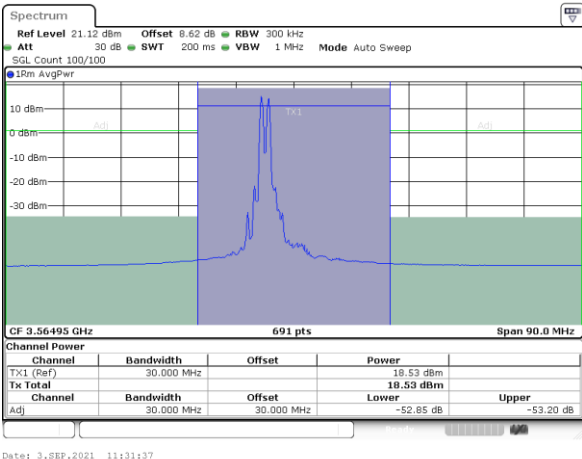 Spectrum
Ref Level 21.12 dBm Offset 8.62 dB RBW 300 kHz
Att 30 dB SWT 200 ms VBW 1 MHz Mode Auto Sweep
SGL Count 100/100
1Rm AvgPwr
TX1
10 dBm
Adj Adj
0 dBm
-10 dBm
-20 dBm
-30 dBm
CF 3.56495 GHz 691 pts Span 90.0 MHz
Channel Power
Channel Bandwidth Offset Power
TX1 (Ref) 30.000 MHz 18.53 dBm
Tx Total 18.53 dBm
Channel Bandwidth Offset Lower Upper
Adj 30.000 MHz 30.000 MHz -52.85 dB -53.20 dB
Ready
Date: 3.SEP.2021 11:31:37